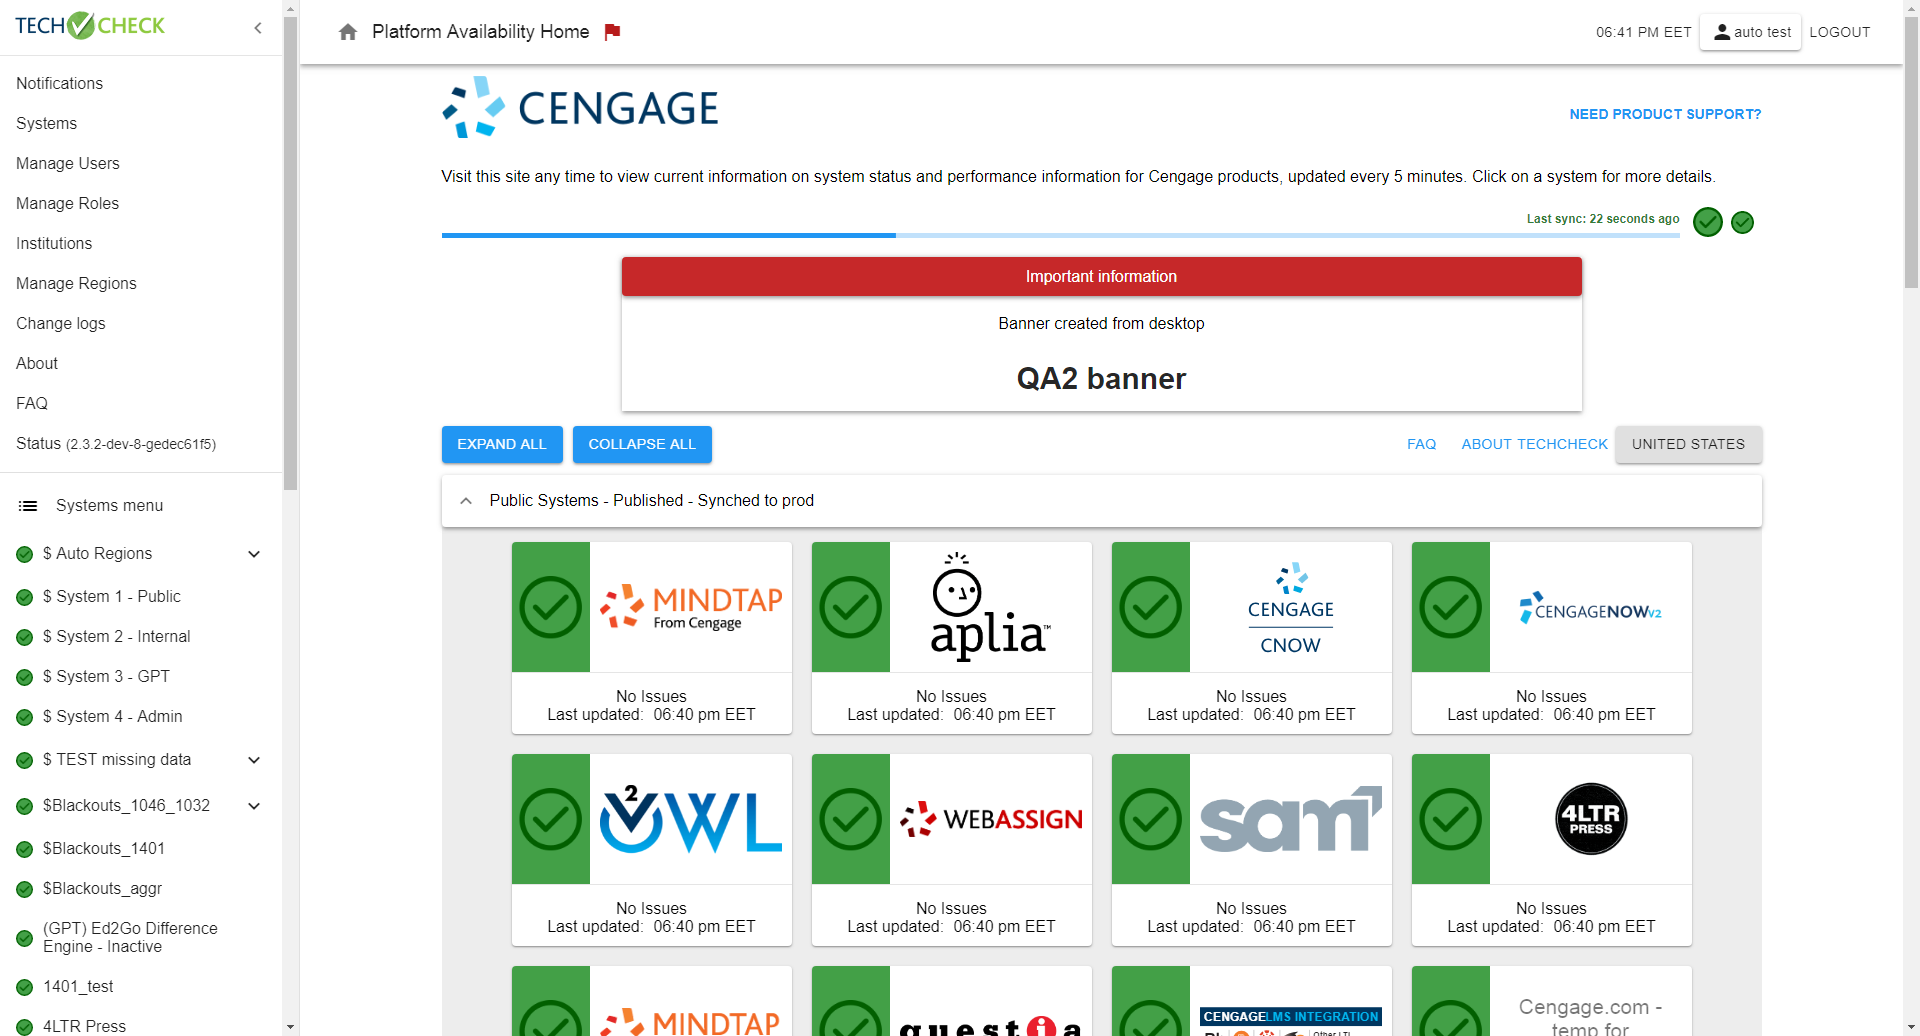 TECH CHECK
Notifications
Systems
Manage Users
Manage Roles
Institutions
Manage Regions
Change logs
About
FAQ
Status (2.3.2-dev-8-gedec61f5)
Systems menu
$ Auto Regions
$ System 1 - Public
$ System 2 - Internal
$ System 3 - GPT
$ System 4 - Admin
$ TEST missing data
$Blackouts_1046_1032
$Blackouts_1401
$Blackouts_aggr
(GPT) Ed2Go Difference
Engine - Inactive
1401_test
4LTR Press
Platform Availability Home
06:41 PM EET
auto test
LOGOUT
CENGAGE
NEED PRODUCT SUPPORT?
Visit this site any time to view current information on system status and performance information for Cengage products, updated every 5 minutes. Click on a system for more details.
Last sync: 22 seconds ago
Important information
Banner created from desktop
QA2 banner
EXPAND ALL
COLLAPSE ALL
FAQ
ABOUT TECHCHECK
UNITED STATES
Public Systems - Published - Synched to prod
MINDTAP
From Cengage
No Issues
Last updated: 06:40 pm EET
aplia™
No Issues
Last updated: 06:40 pm EET
CENGAGE
CNOW
No Issues
Last updated: 06:40 pm EET
CENGAGENOWV2
No Issues
Last updated: 06:40 pm EET
OWL
2
No Issues
Last updated: 06:40 pm EET
WEBASSIGN
No Issues
Last updated: 06:40 pm EET
sam
No Issues
Last updated: 06:40 pm EET
4LTR
PRESS
No Issues
Last updated: 06:40 pm EET
MINDTAP
questia
CENGAGELMS INTEGRATION
Other LTI
Cengage.com -
temp for